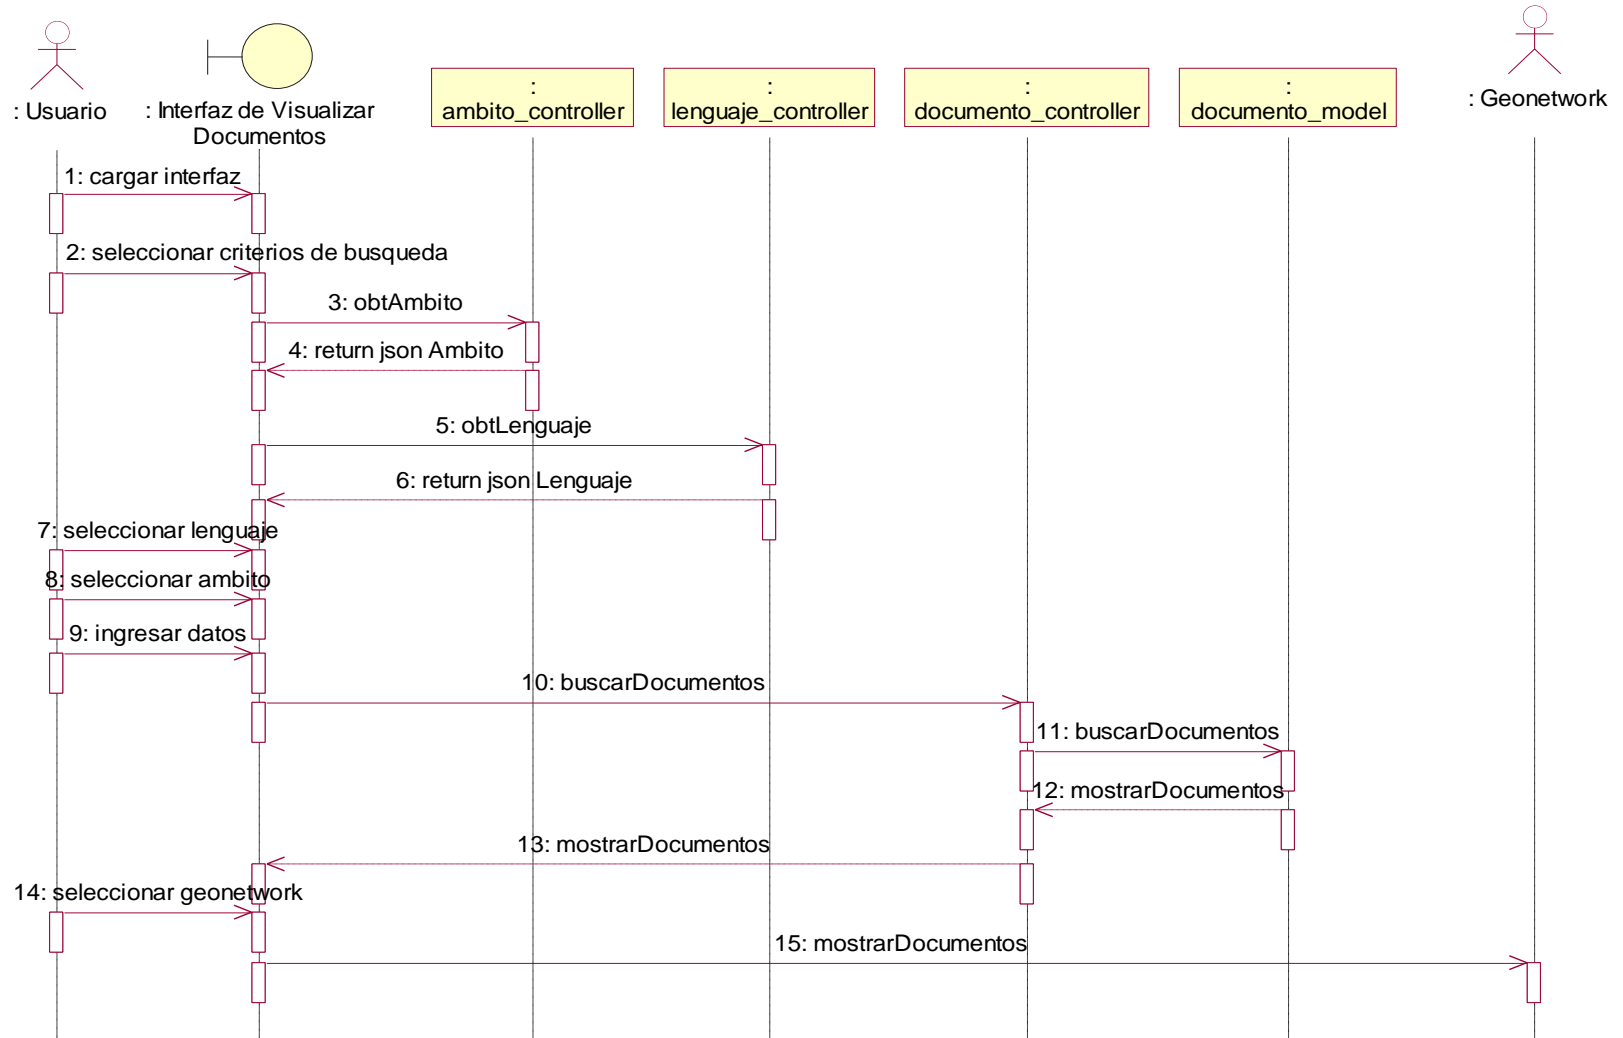 : Usuario
: Interfaz de Visualizar
Documentos
:
ambito_controller
:
lenguaje_controller
:
documento_controller
:
documento_model
: Geonetwork
1: cargar interfaz
2: seleccionar criterios de busqueda
3: obtAmbito
4: return json Ambito
5: obtLenguaje
6: return json Lenguaje
7: seleccionar lenguaje
8: seleccionar ambito
9: ingresar datos
10: buscarDocumentos
11: buscarDocumentos
12: mostrarDocumentos
13: mostrarDocumentos
14: seleccionar geonetwork
15: mostrarDocumentos